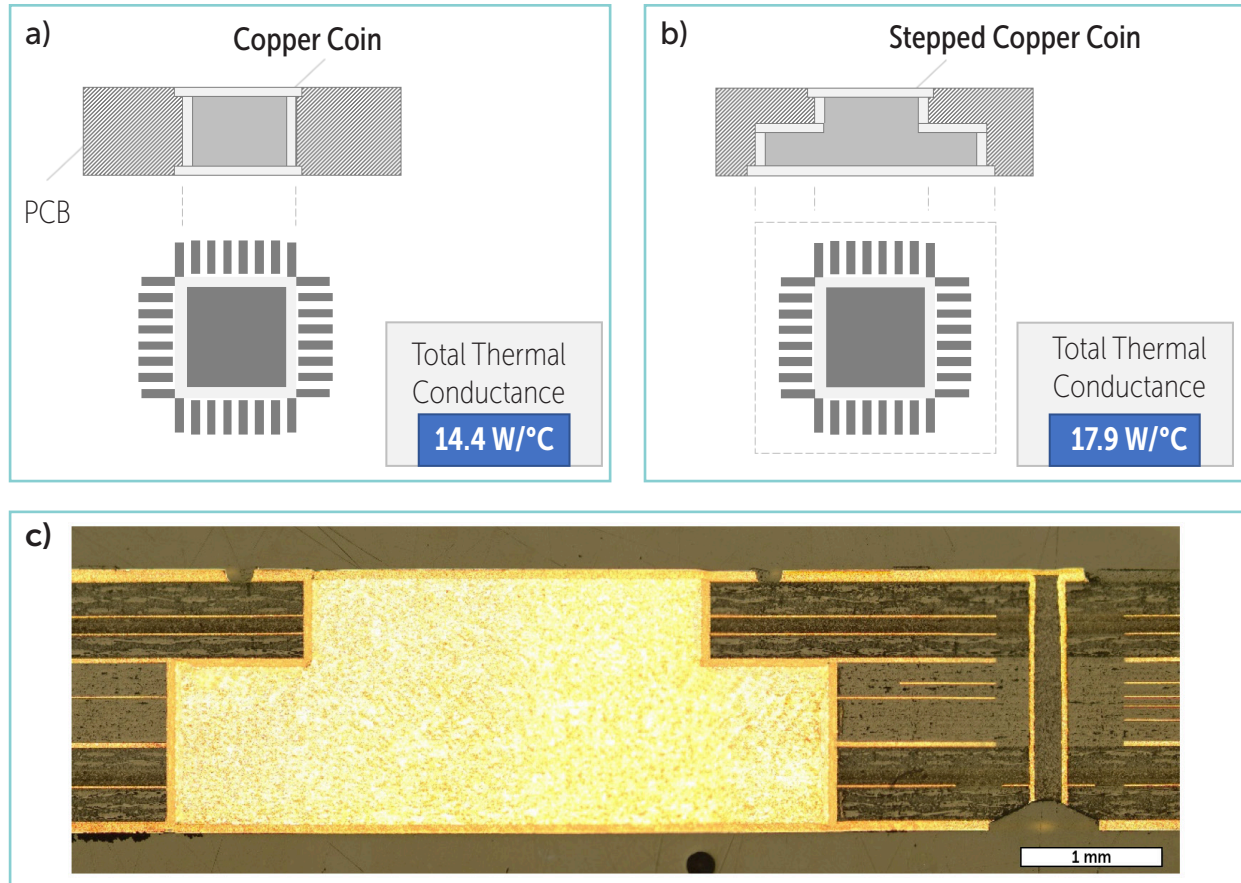 a)
Copper Coin
PCB
Total Thermal
Conductance
14.4 W/°C
b)
Stepped Copper Coin
Total Thermal
Conductance
17.9 W/°C
c)
1 mm